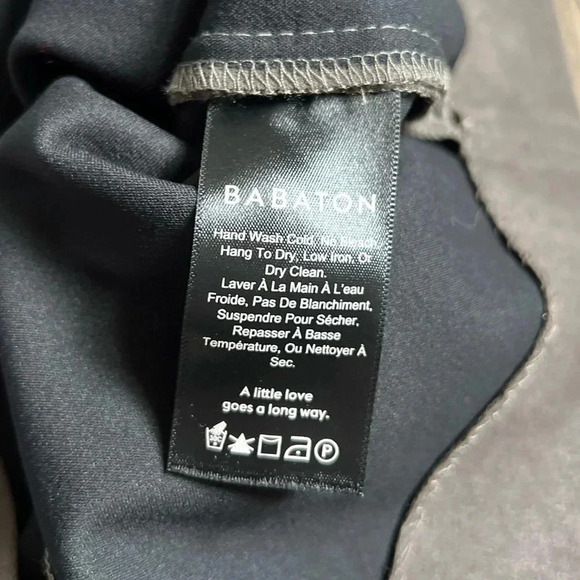 BABATON
Hand Wash Cold, No Bleach,
Hang To Dry, Low Iron, Or
Dry Clean.
Laver À La Main À L'eau
Froide, Pas De Blanchiment,
Suspendre Pour Sécher,
Repasser À Basse
Température, Ou Nettoyer À
Sec.
A little love
goes a long way.
P